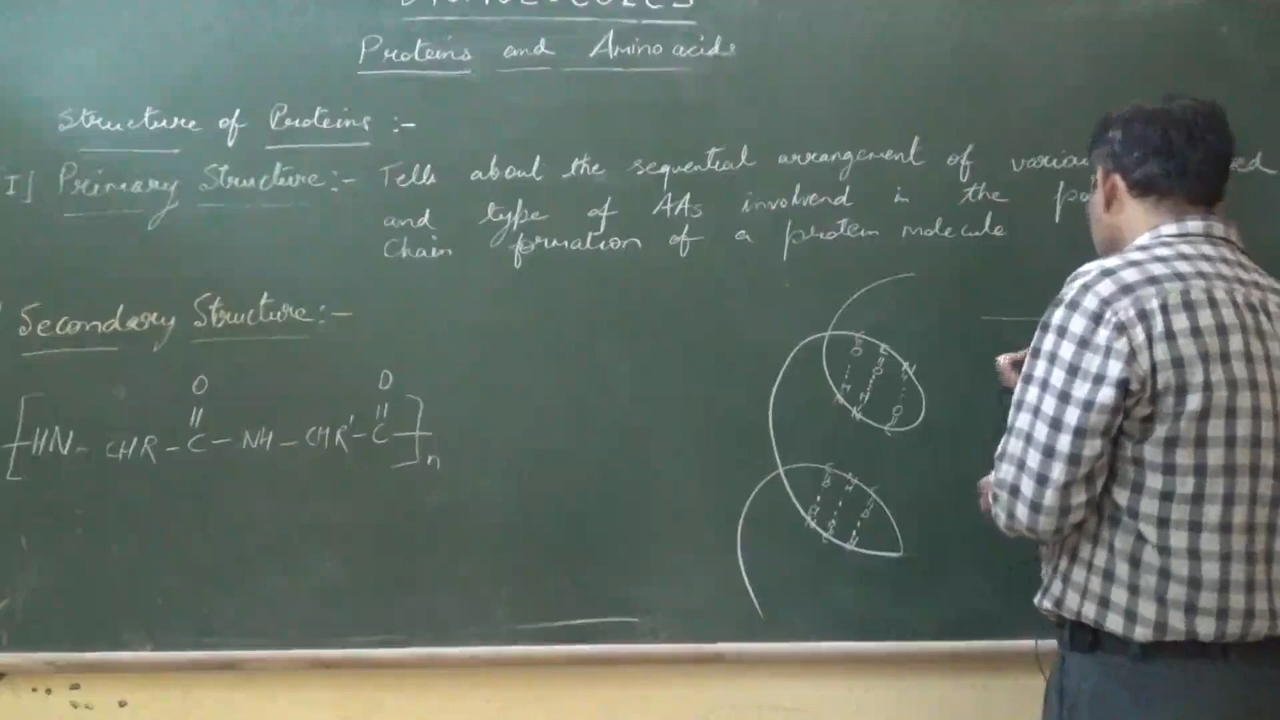 Proteins and Amino acids
Structure of Proteins :-
I] Primary Structure :- Tells about the sequential arrangement of
and type of AAs involvend in the
Chain formation of a protein molecule
Secondary Structure :-
O O
|| ||
[-HN- CHR - C - NH - CHR' - C-]n